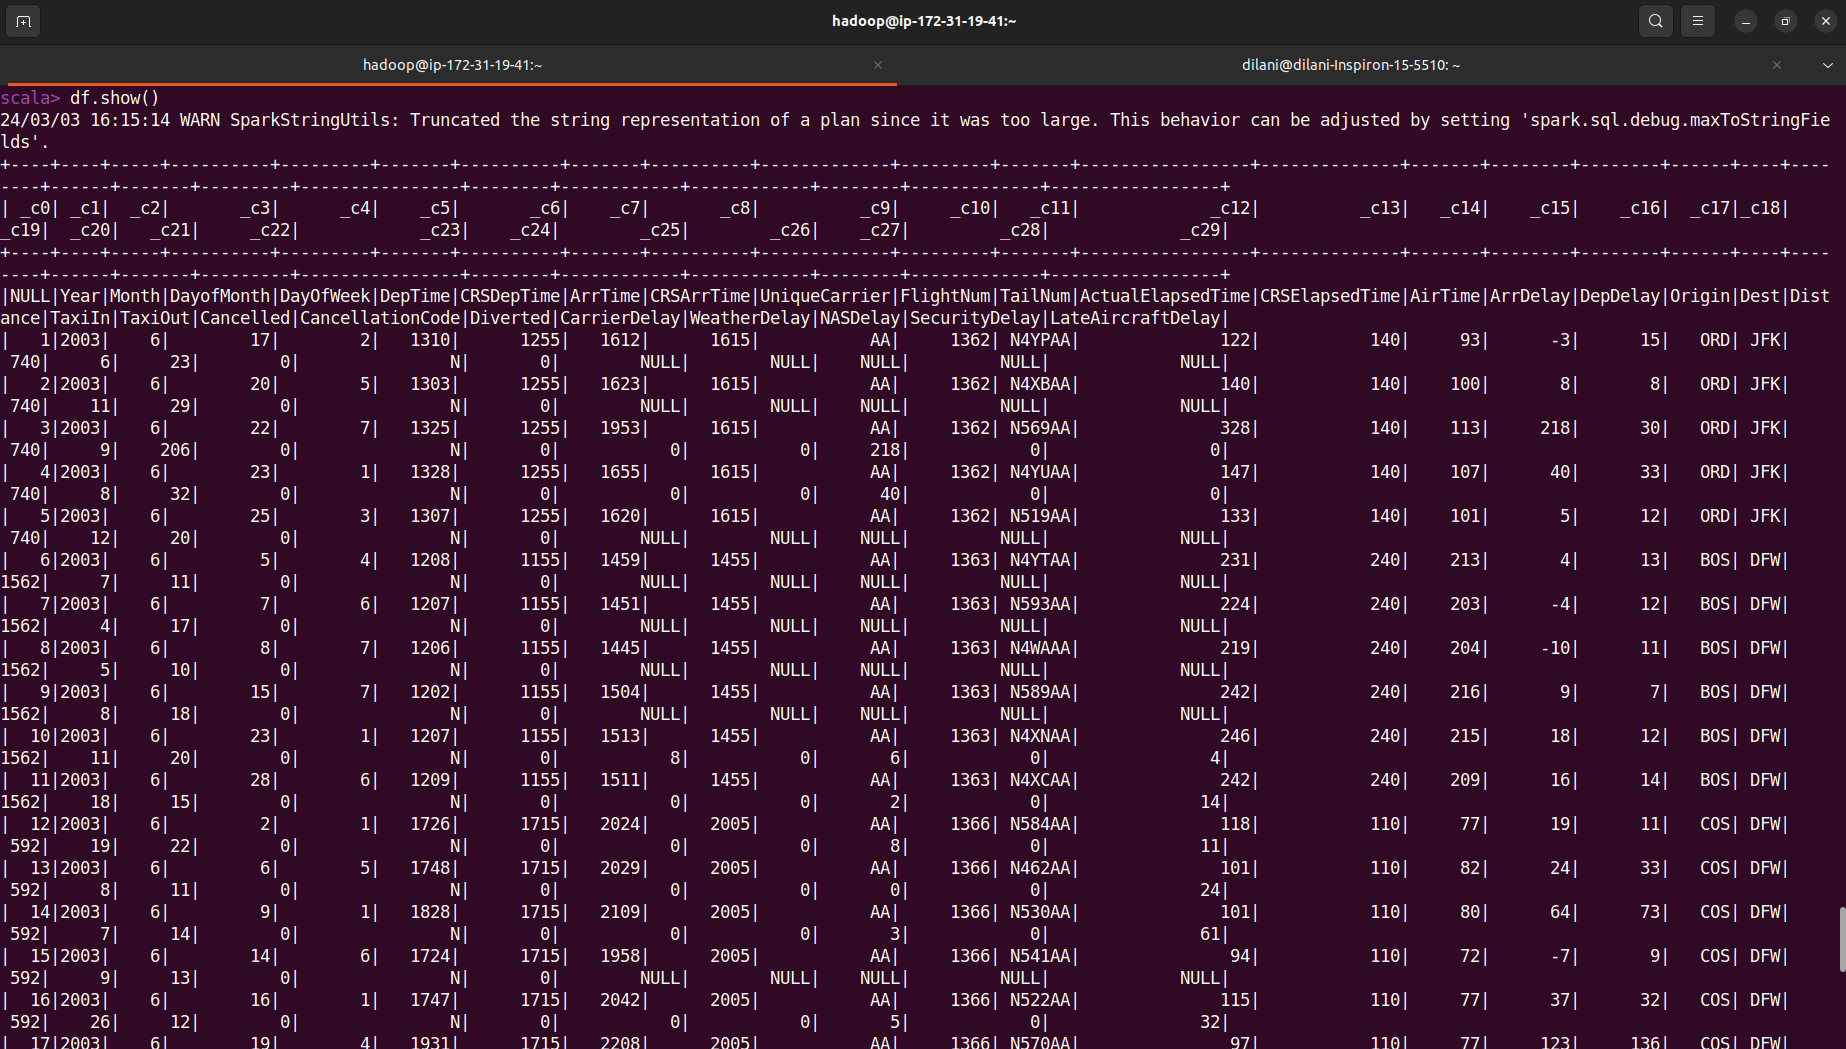 hadoop@ip-172-31-19-41:~
hadoop@ip-172-31-19-41:~
dilani@dilani-Inspiron-15-5510: ~
scala> df.show()
24/03/03 16:15:14 WARN SparkStringUtils: Truncated the string representation of a plan since it was too large. This behavior can be adjusted by setting 'spark.sql.debug.maxToStringFie
lds'.
+----+----+-----+----------+---------+-------+----------+-------+----------+-------------+---------+-------+-----------------+--------------+-------+--------+--------+------+----+----
----+------+-------+---------+----------------+--------+------------+------------+--------+-------------+-----------------+
| _c0| _c1|  _c2|       _c3|      _c4|    _c5|       _c6|    _c7|       _c8|          _c9|     _c10|   _c11|             _c12|          _c13|   _c14|    _c15|    _c16|  _c17|_c18|
_c19|  _c20|   _c21|     _c22|            _c23|    _c24|        _c25|        _c26|    _c27|         _c28|             _c29|
+----+----+-----+----------+---------+-------+----------+-------+----------+-------------+---------+-------+-----------------+--------------+-------+--------+--------+------+----+----
----+------+-------+---------+----------------+--------+------------+------------+--------+-------------+-----------------+
|NULL|Year|Month|DayofMonth|DayOfWeek|DepTime|CRSDepTime|ArrTime|CRSArrTime|UniqueCarrier|FlightNum|TailNum|ActualElapsedTime|CRSElapsedTime|AirTime|ArrDelay|DepDelay|Origin|Dest|Dist
ance|TaxiIn|TaxiOut|Cancelled|CancellationCode|Diverted|CarrierDelay|WeatherDelay|NASDelay|SecurityDelay|LateAircraftDelay|
| 1|2003| 6| 17| 2| 1310| 1255| 1612| 1615| AA| 1362| N4YPAA| 122| 140| 93| -3| 15| ORD| JFK|
740| 6| 23| 0| N| 0| NULL| NULL| NULL| NULL| NULL|
| 2|2003| 6| 20| 5| 1303| 1255| 1623| 1615| AA| 1362| N4XBAA| 140| 140| 100| 8| 8| ORD| JFK|
740| 11| 29| 0| N| 0| NULL| NULL| NULL| NULL| NULL|
| 3|2003| 6| 22| 7| 1325| 1255| 1953| 1615| AA| 1362| N569AA| 328| 140| 113| 218| 30| ORD| JFK|
740| 9| 206| 0| N| 0| 0| 0| 218| 0| 0|
| 4|2003| 6| 23| 1| 1328| 1255| 1655| 1615| AA| 1362| N4YUAA| 147| 140| 107| 40| 33| ORD| JFK|
740| 8| 32| 0| N| 0| 0| 0| 40| 0| 0|
| 5|2003| 6| 25| 3| 1307| 1255| 1620| 1615| AA| 1362| N519AA| 133| 140| 101| 5| 12| ORD| JFK|
740| 12| 20| 0| N| 0| NULL| NULL| NULL| NULL| NULL|
| 6|2003| 6| 5| 4| 1208| 1155| 1459| 1455| AA| 1363| N4YTAA| 231| 240| 213| 4| 13| BOS| DFW|
1562| 7| 11| 0| N| 0| NULL| NULL| NULL| NULL| NULL|
| 7|2003| 6| 7| 6| 1207| 1155| 1451| 1455| AA| 1363| N593AA| 224| 240| 203| -4| 12| BOS| DFW|
1562| 4| 17| 0| N| 0| NULL| NULL| NULL| NULL| NULL|
| 8|2003| 6| 8| 7| 1206| 1155| 1445| 1455| AA| 1363| N4WAAA| 219| 240| 204| -10| 11| BOS| DFW|
1562| 5| 10| 0| N| 0| NULL| NULL| NULL| NULL| NULL|
| 9|2003| 6| 15| 7| 1202| 1155| 1504| 1455| AA| 1363| N589AA| 242| 240| 216| 9| 7| BOS| DFW|
1562| 8| 18| 0| N| 0| NULL| NULL| NULL| NULL| NULL|
| 10|2003| 6| 23| 1| 1207| 1155| 1513| 1455| AA| 1363| N4XNAA| 246| 240| 215| 18| 12| BOS| DFW|
1562| 11| 20| 0| N| 0| 8| 0| 6| 0| 4|
| 11|2003| 6| 28| 6| 1209| 1155| 1511| 1455| AA| 1363| N4XCAA| 242| 240| 209| 16| 14| BOS| DFW|
1562| 18| 15| 0| N| 0| 0| 0| 2| 0| 14|
| 12|2003| 6| 2| 1| 1726| 1715| 2024| 2005| AA| 1366| N584AA| 118| 110| 77| 19| 11| COS| DFW|
592| 19| 22| 0| N| 0| 0| 0| 8| 0| 11|
| 13|2003| 6| 6| 5| 1748| 1715| 2029| 2005| AA| 1366| N462AA| 101| 110| 82| 24| 33| COS| DFW|
592| 8| 11| 0| N| 0| 0| 0| 0| 0| 24|
| 14|2003| 6| 9| 1| 1828| 1715| 2109| 2005| AA| 1366| N530AA| 101| 110| 80| 64| 73| COS| DFW|
592| 7| 14| 0| N| 0| 0| 0| 3| 0| 61|
| 15|2003| 6| 14| 6| 1724| 1715| 1958| 2005| AA| 1366| N541AA| 94| 110| 72| -7| 9| COS| DFW|
592| 9| 13| 0| N| 0| NULL| NULL| NULL| NULL| NULL|
| 16|2003| 6| 16| 1| 1747| 1715| 2042| 2005| AA| 1366| N522AA| 115| 110| 77| 37| 32| COS| DFW|
592| 26| 12| 0| N| 0| 0| 0| 5| 0| 32|
| 17|2003| 6| 19| 4| 1931| 1715| 2208| 2005| AA| 1366| N570AA| 97| 110| 77| 123| 136| COS| DFW|